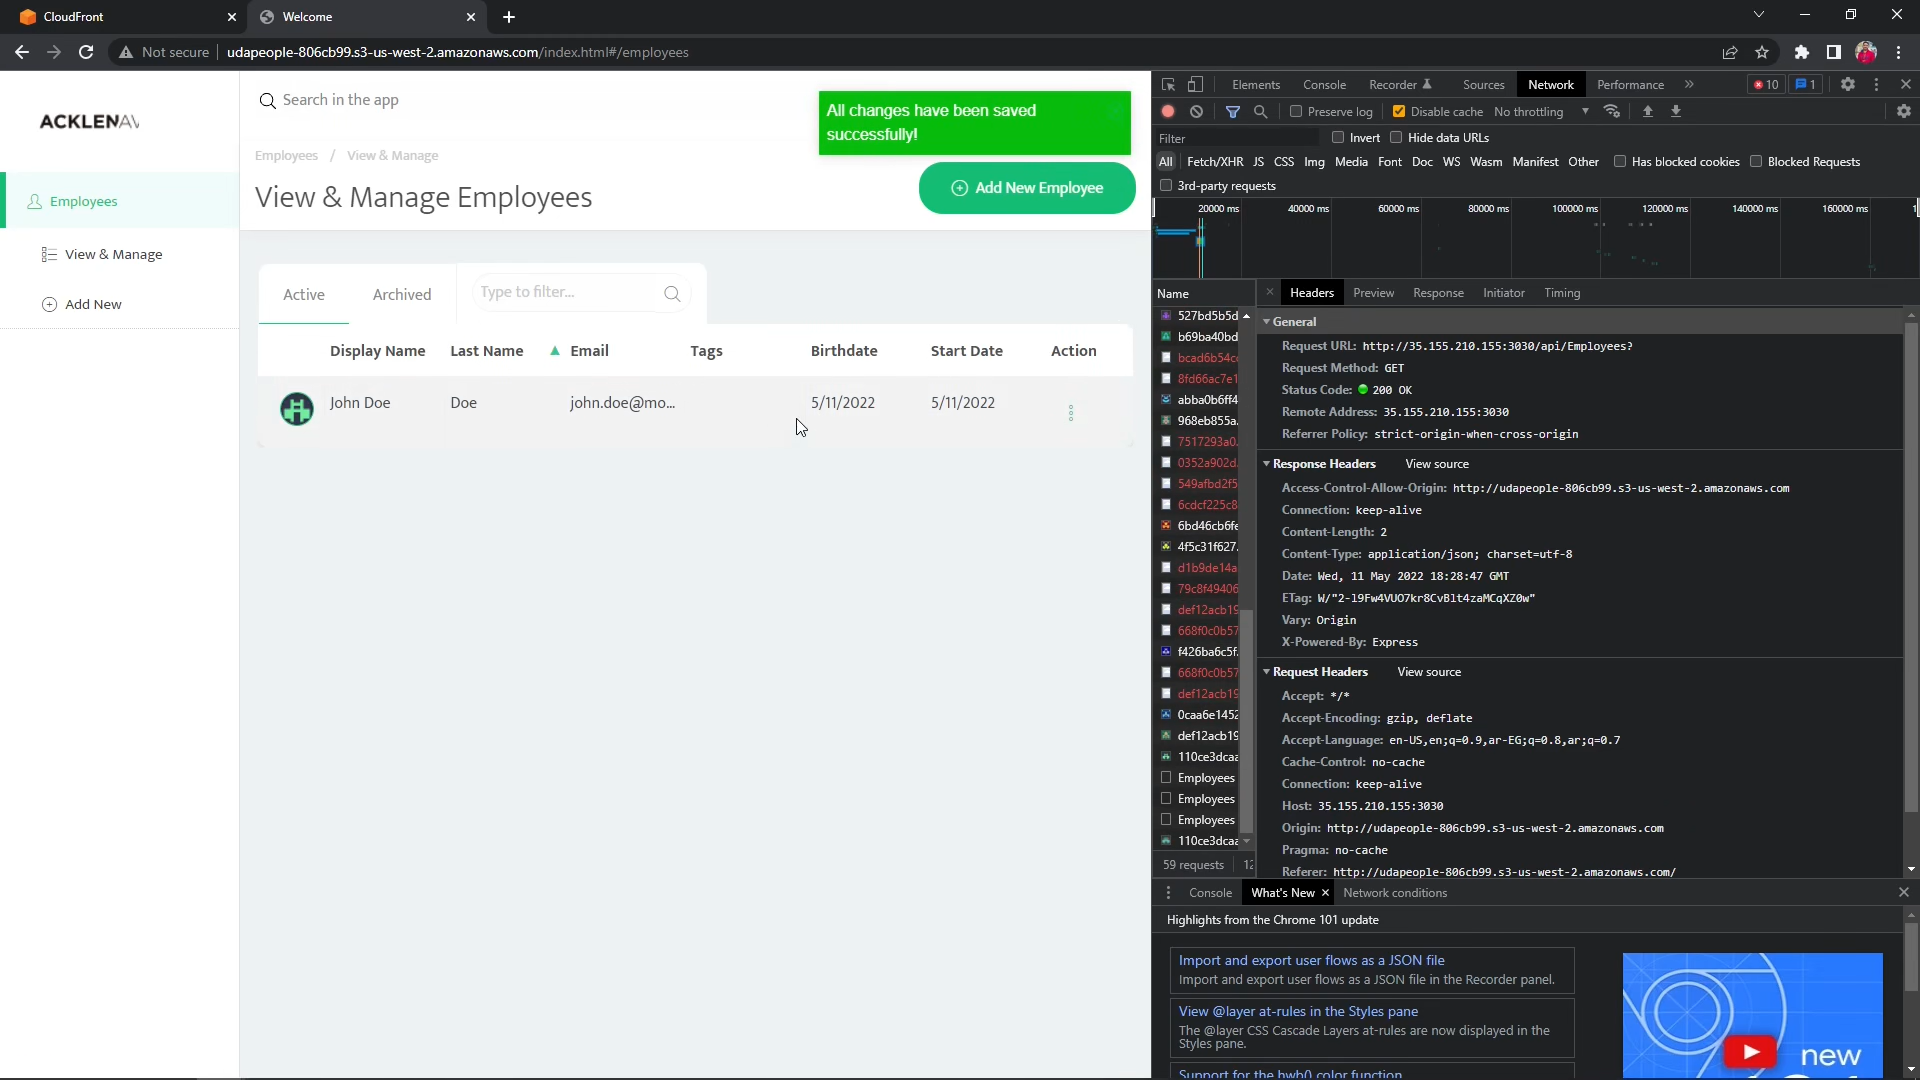 CloudFront
Welcome
Not secure
udapeople-806cb99.s3-us-west-2.amazonaws.com/index.html#/employees
ACKLENAV
Employees
View & Manage
Add New
Search in the app
All changes have been saved
successfully!
Employees / View & Manage
View & Manage Employees
Add New Employee
Active
Archived
Type to filter...
Display Name
Last Name
Email
Tags
Birthdate
Start Date
Action
John Doe
Doe
john.doe@mo...
5/11/2022
5/11/2022
Elements
Console
Recorder
Sources
Network
Performance
10
1
Preserve log
Disable cache
No throttling
Filter
Invert
Hide data URLs
All
Fetch/XHR
JS
CSS
Img
Media
Font
Doc
WS
Wasm
Manifest
Other
Has blocked cookies
Blocked Requests
3rd-party requests
20000 ms
40000 ms
60000 ms
80000 ms
100000 ms
120000 ms
140000 ms
160000 ms
Name
527bd5b5d
b69ba40bd
bcad6b54c
8fd66ac7e1
abba0b6ff4
968eb855a.
7517293a0.
0352a902d.
549afbd2f5
6cdcf225c8
6bd46cb6fe
4f5c31f627.
d1b9de14a
79c8f49406
def12acb19
668f0c0b57
f426ba6c5f.
668f0c0b57
def12acb19
0caa6e1452
def12acb19
110ce3dcaa
Employees
Employees
Employees
110ce3dcaa
59 requests
Headers
Preview
Response
Initiator
Timing
General
Request URL: http://35.155.210.155:3030/api/Employees?
Request Method: GET
Status Code: 200 OK
Remote Address: 35.155.210.155:3030
Referrer Policy: strict-origin-when-cross-origin
Response Headers View source
Access-Control-Allow-Origin: http://udapeople-806cb99.s3-us-west-2.amazonaws.com
Connection: keep-alive
Content-Length: 2
Content-Type: application/json; charset=utf-8
Date: Wed, 11 May 2022 18:28:47 GMT
ETag: W/"2-l9Fw4VUO7kr8CvBlt4zaMCqXZ0w"
Vary: Origin
X-Powered-By: Express
Request Headers View source
Accept: */*
Accept-Encoding: gzip, deflate
Accept-Language: en-US,en;q=0.9,ar-EG;q=0.8,ar;q=0.7
Cache-Control: no-cache
Connection: keep-alive
Host: 35.155.210.155:3030
Origin: http://udapeople-806cb99.s3-us-west-2.amazonaws.com
Pragma: no-cache
Referer: http://udapeople-806cb99.s3-us-west-2.amazonaws.com/
Console
What's New
Network conditions
Highlights from the Chrome 101 update
Import and export user flows as a JSON file
Import and export user flows as a JSON file in the Recorder panel.
View @layer at-rules in the Styles pane
The @layer CSS Cascade Layers at-rules are now displayed in the
Styles pane.
Support for the hwb() color function
new